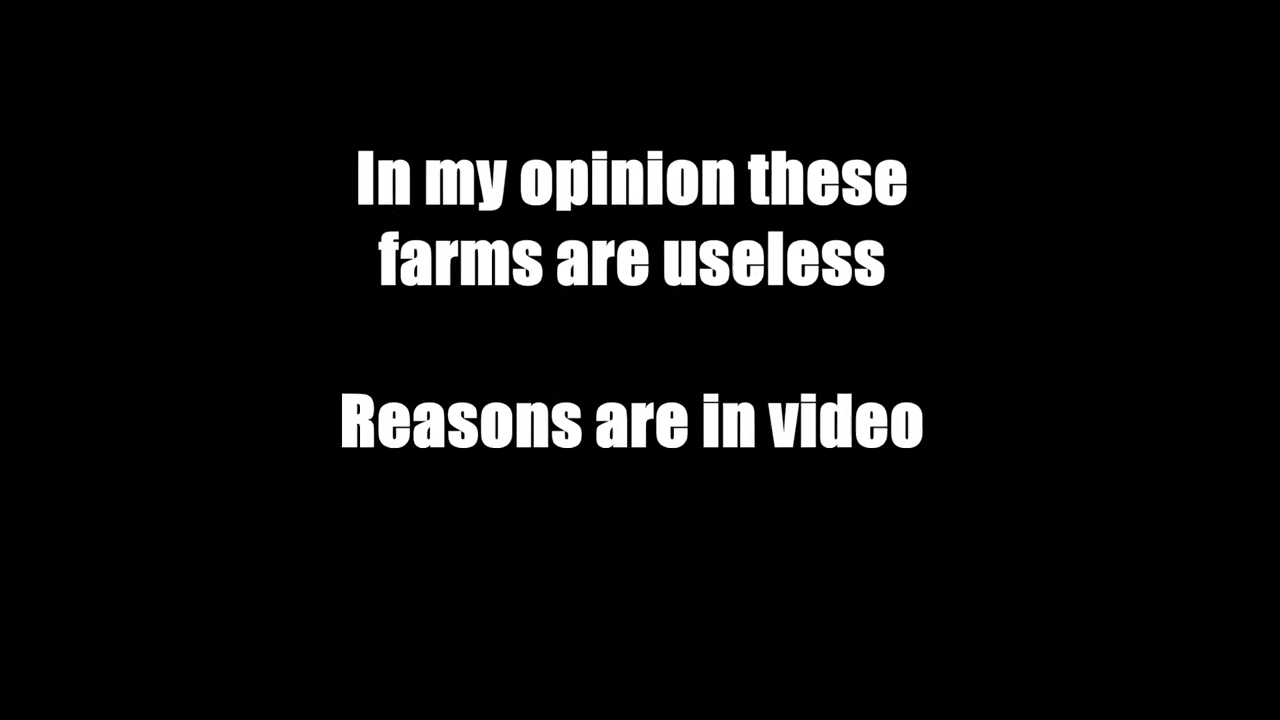 In my opinion these
farms are useless
Reasons are in video